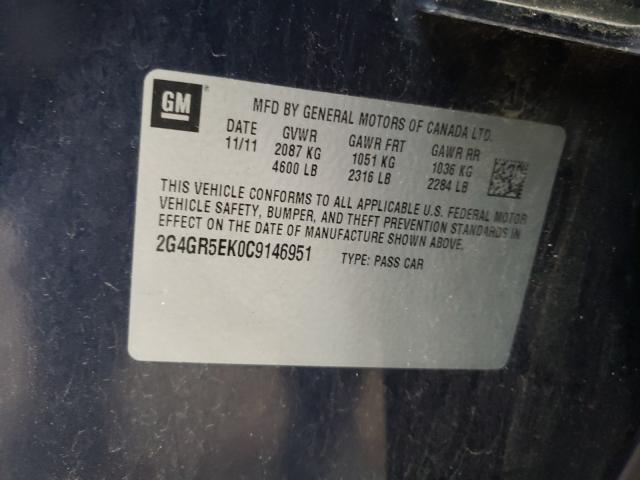 GM
MFD BY GENERAL MOTORS OF CANADA LTD.
DATE GVWR GAWR FRT GAWR RR
11/11 2087 KG 1051 KG 1036 KG
4600 LB 2316 LB 2284 LB
THIS VEHICLE CONFORMS TO ALL APPLICABLE U.S. FEDERAL MOTOR
VEHICLE SAFETY, BUMPER, AND THEFT PREVENTION STANDARDS IN
EFFECT ON THE DATE OF MANUFACTURE SHOWN ABOVE.
2G4GR5EK0C9146951 TYPE: PASS CAR